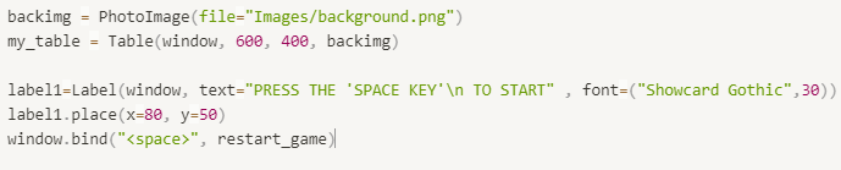 backimg = PhotoImage(file="Images/background.png")
my_table = Table(window, 600, 400, backimg)
label1=Label(window, text="PRESS THE 'SPACE KEY'\n TO START" , font=("Showcard Gothic",30))
label1.place(x=80, y=50)
window.bind("<space>", restart_game)